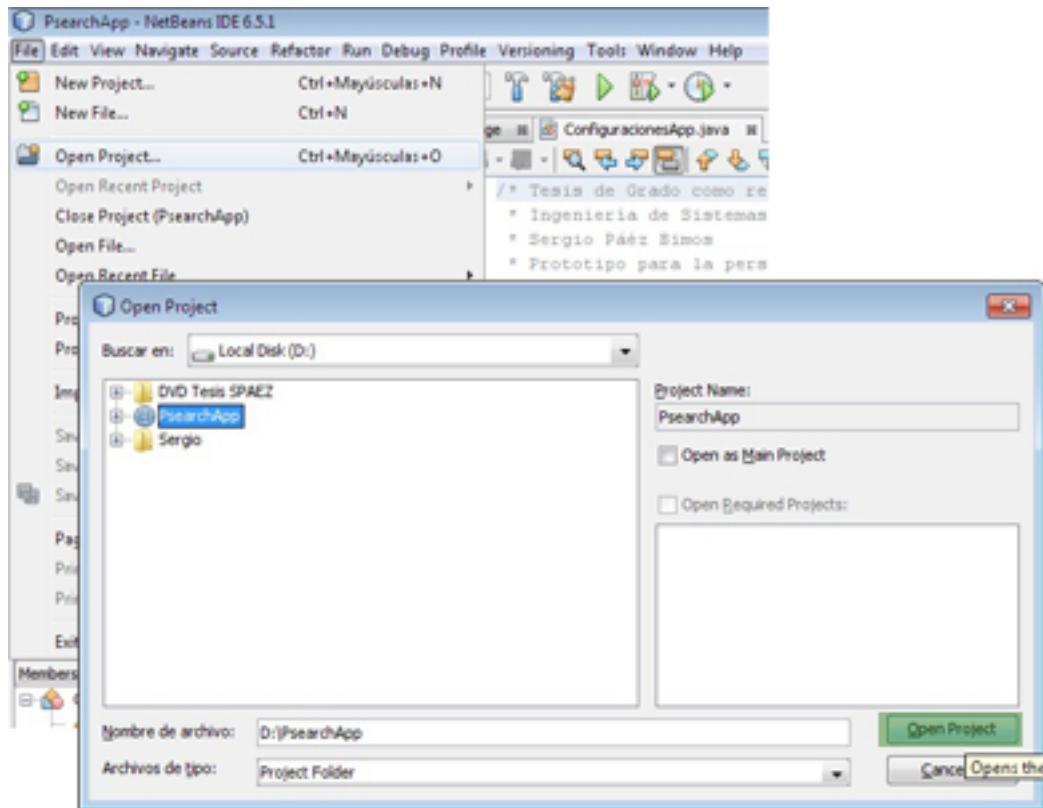 PsearchApp - NetBeans IDE 6.5.1
File Edit View Navigate Source Refactor Run Debug Profile Versioning Tools Window Help
New Project... Ctrl+Mayúsculas+N
New File... Ctrl+N
ConfiguracionesApp.java
Open Project... Ctrl+Mayúsculas+O
Open Recent Project
/* Tesis de Grado como re
Close Project (PsearchApp)
* Ingenieria de Sistemas
Open File...
* Sergio Páez Bimos
Open Recent File
* Prototipo para la pers
Open Project
Buscar en: Local Disk (D:)
DVD Tesis SPAEZ
PsearchApp
Sergio
Project Name:
PsearchApp
Open as Main Project
Open Required Projects:
Exit
Members
Nombre de archivo: D:\PsearchApp
Open Project
Archivos de tipo: Project Folder
Cance
Opens the